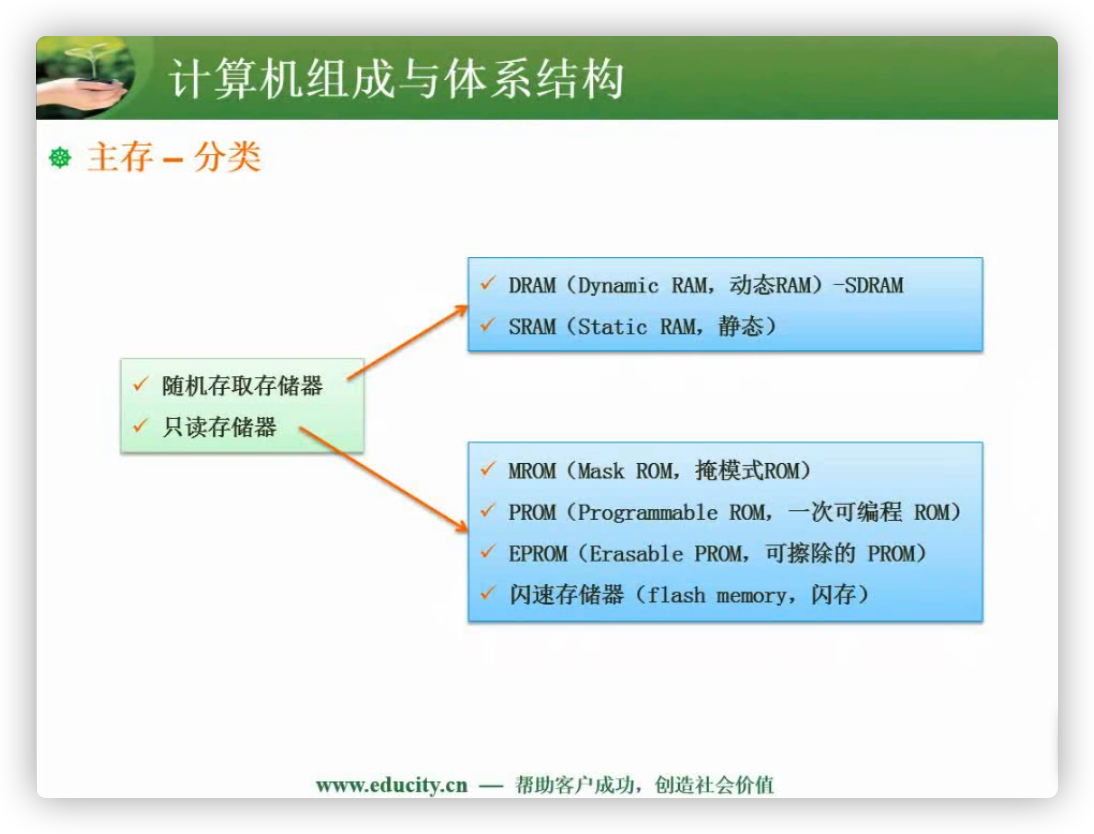 计算机组成与体系结构
主存 – 分类
DRAM（Dynamic RAM，动态RAM）-SDRAM
SRAM（Static RAM，静态）
随机存取存储器
只读存储器
MROM（Mask ROM，掩模式ROM）
PROM（Programmable ROM，一次可编程 ROM）
EPROM（Erasable PROM，可擦除的 PROM）
闪速存储器（flash memory，闪存）
www.educity.cn — 帮助客户成功，创造社会价值